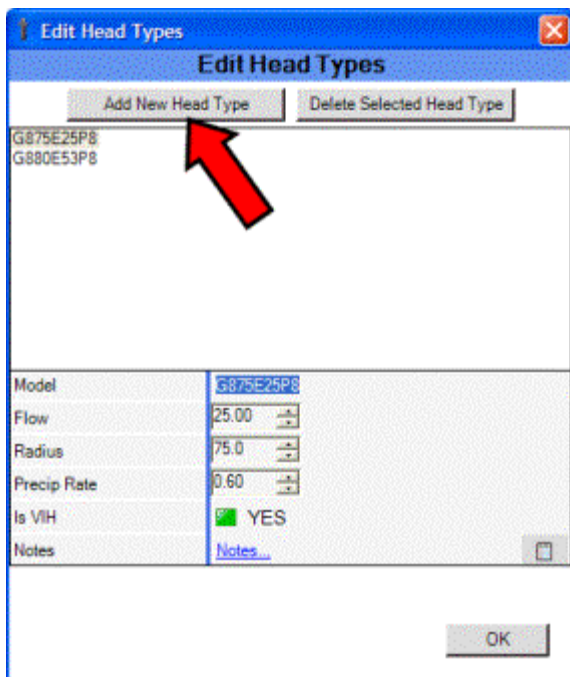 Edit Head Types
Edit Head Types
Add New Head Type Delete Selected Head Type
G875E25P8
G880E53P8
Model G875E25P8
Flow 25.00
Radius 75.0
Precip Rate 0.60
Is VIH YES
Notes Notes...
OK